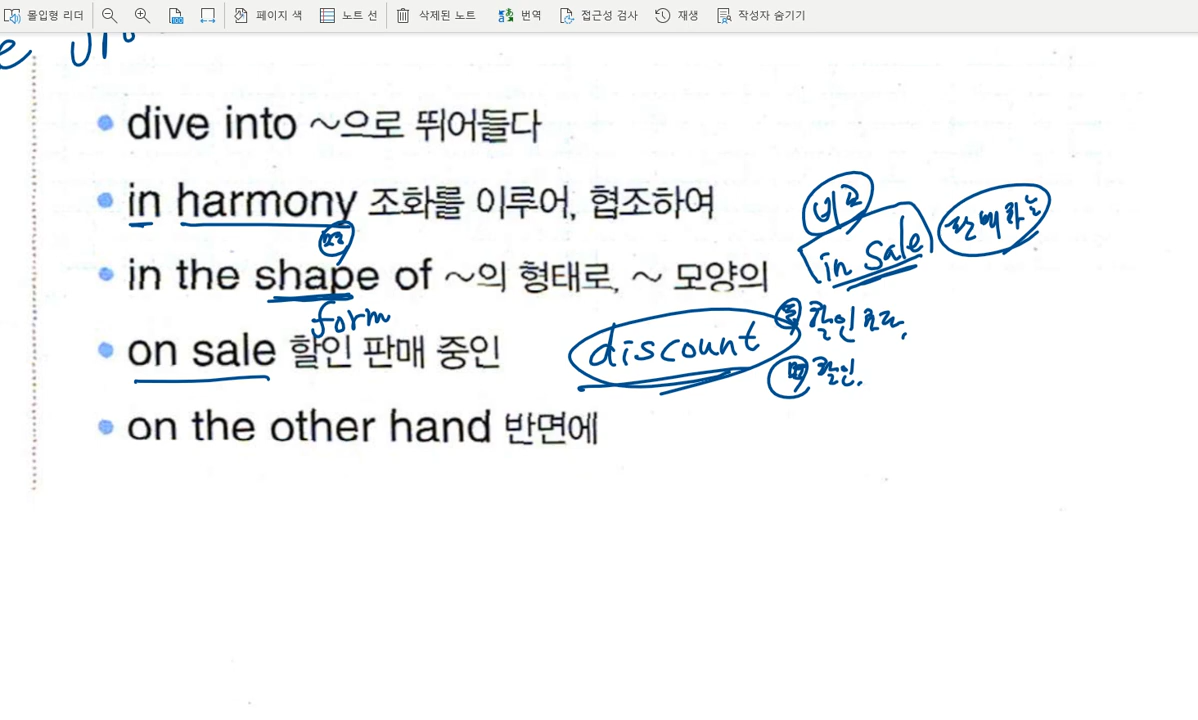 몰입형 리더 페이지 색 노트 선 삭제된 노트 번역 접근성 검사 재생 작성자 숨기기
dive into ~으로 뛰어들다
in harmony 조화를 이루어, 협조하여
비교
in sale 판매하는
in the shape of ~의 형태로, ~ 모양의
form
discount 동 할인하다.
명 할인.
on sale 할인 판매 중인
on the other hand 반면에